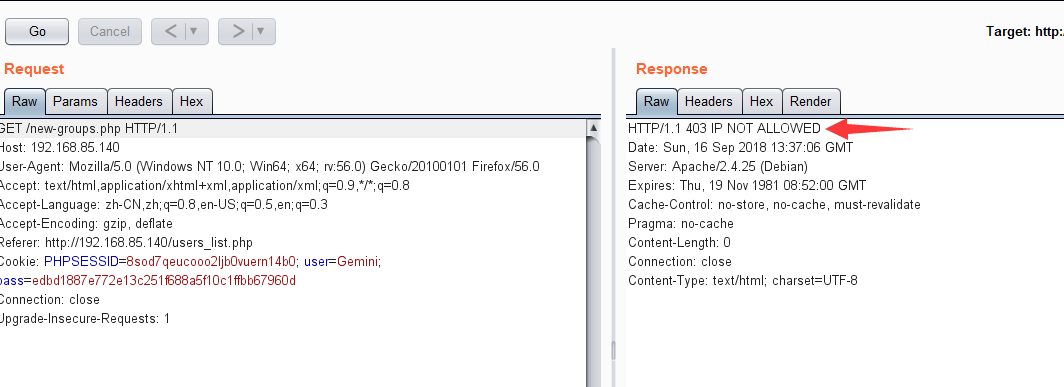 Go Cancel < ▼ > ▼ Target: http:/
Request
Raw Params Headers Hex
GET /new-groups.php HTTP/1.1
Host: 192.168.85.140
User-Agent: Mozilla/5.0 (Windows NT 10.0; Win64; x64; rv:56.0) Gecko/20100101 Firefox/56.0
Accept: text/html,application/xhtml+xml,application/xml;q=0.9,*/*;q=0.8
Accept-Language: zh-CN,zh;q=0.8,en-US;q=0.5,en;q=0.3
Accept-Encoding: gzip, deflate
Referer: http://192.168.85.140/users_list.php
Cookie: PHPSESSID=8sod7qeucooo2ljb0vuern14b0; user=Gemini;
pass=edbd1887e772e13c251f688a5f10c1ffbb67960d
Connection: close
Upgrade-Insecure-Requests: 1
Response
Raw Headers Hex Render
HTTP/1.1 403 IP NOT ALLOWED
Date: Sun, 16 Sep 2018 13:37:06 GMT
Server: Apache/2.4.25 (Debian)
Expires: Thu, 19 Nov 1981 08:52:00 GMT
Cache-Control: no-store, no-cache, must-revalidate
Pragma: no-cache
Content-Length: 0
Connection: close
Content-Type: text/html; charset=UTF-8